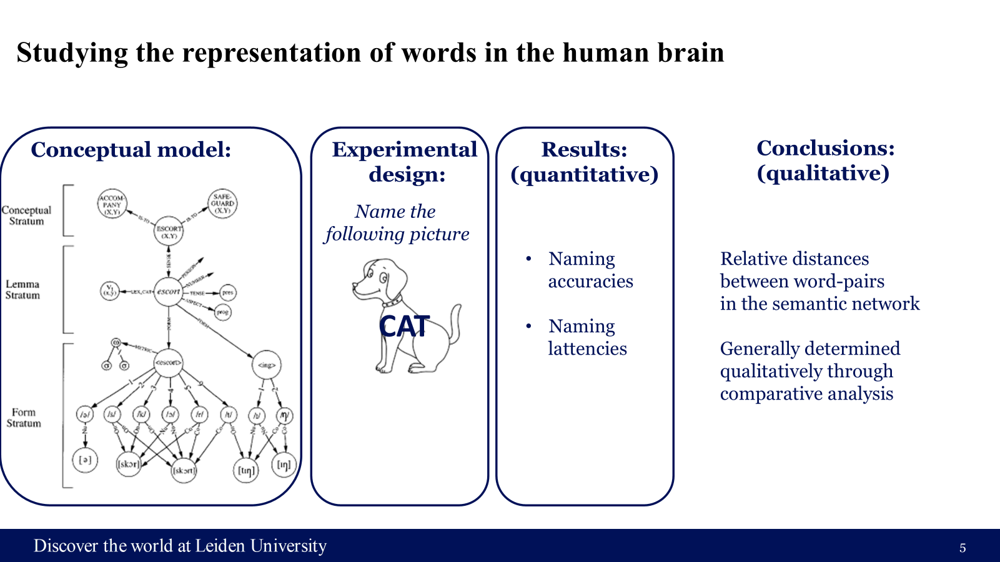 Studying the representation of words in the human brain
Conceptual model:
Conceptual
Stratum
ACCOM-
PANY
(X,Y)
SAFE-
GUARD
(X,Y)
IS-TO
IS-TO
ESCORT
(X,Y)
SENSE
Lemma
Stratum
escort
LEX_CAT
PERSON
NUMBER
TENSE
pres
ASPECT
prog
FORM
FORM
METRIC
ω
σ
σ
<escort>
<ing>
1
2
3
4
5
6
1
2
Form
Stratum
/ə/
/s/
/k/
/ɔ/
/r/
/t/
/ɪ/
/ŋ/
[ə]
[skɔr]
[skɔrt]
[tɪŋ]
[ɪŋ]
Experimental
design:
Name the
following picture
CAT
Results:
(quantitative)
• Naming
accuracies
• Naming
lattencies
Conclusions:
(qualitative)
Relative distances
between word-pairs
in the semantic network
Generally determined
qualitatively through
comparative analysis
Discover the world at Leiden University
5